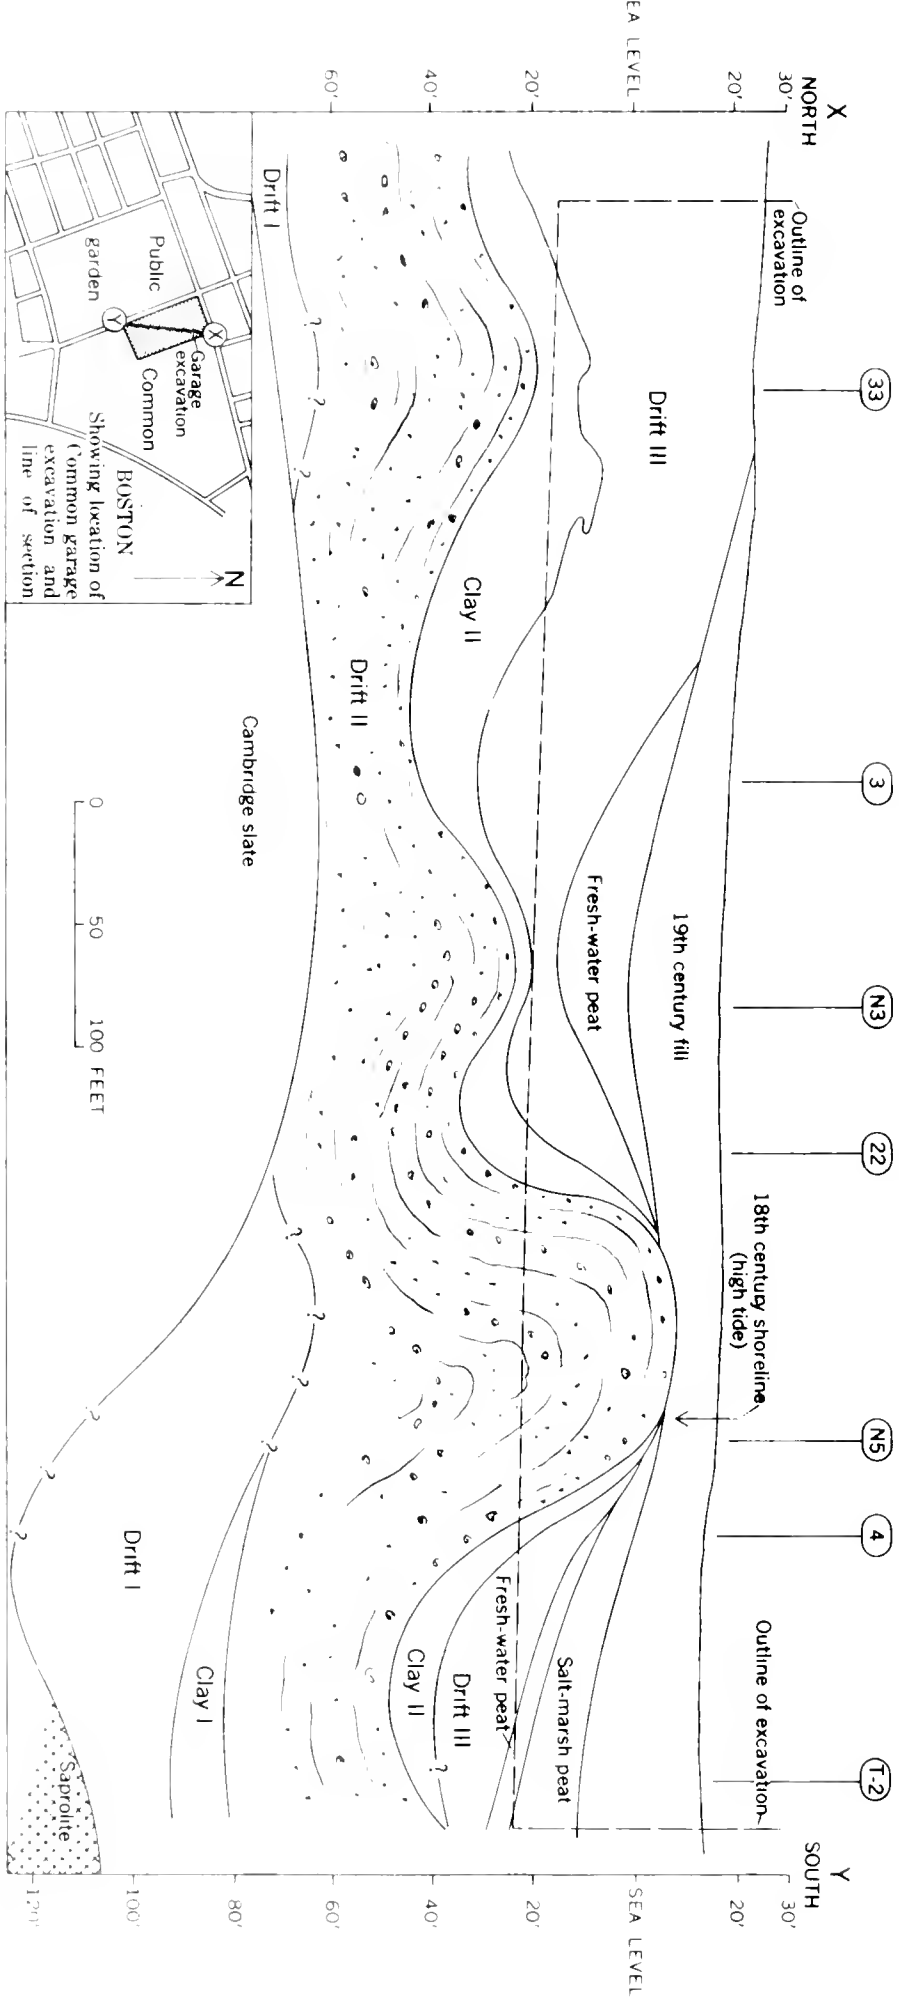 X
NORTH
Y
SOUTH
33
3
N3
22
N5
4
T-2
30'
20'
EA LEVEL
20'
40'
60'
30'
20'
SEA LEVEL
20'
40'
60'
80'
100'
120'
Outline of
excavation
18th century shoreline
(high tide)
Outline of excavation
Drift III
19th century fill
Fresh-water peat
Salt-marsh peat
Fresh-water peat
Clay II
Drift III
?
Clay II
Drift II
Drift I
?
?
?
?
?
?
?
?
?
?
Cambridge slate
Clay I
Drift I
Saprolite
0 50 100 FEET
Public
garden
X
Y
Garage
excavation
Common
N
BOSTON
Showing location of
Common garage
excavation and
line of section